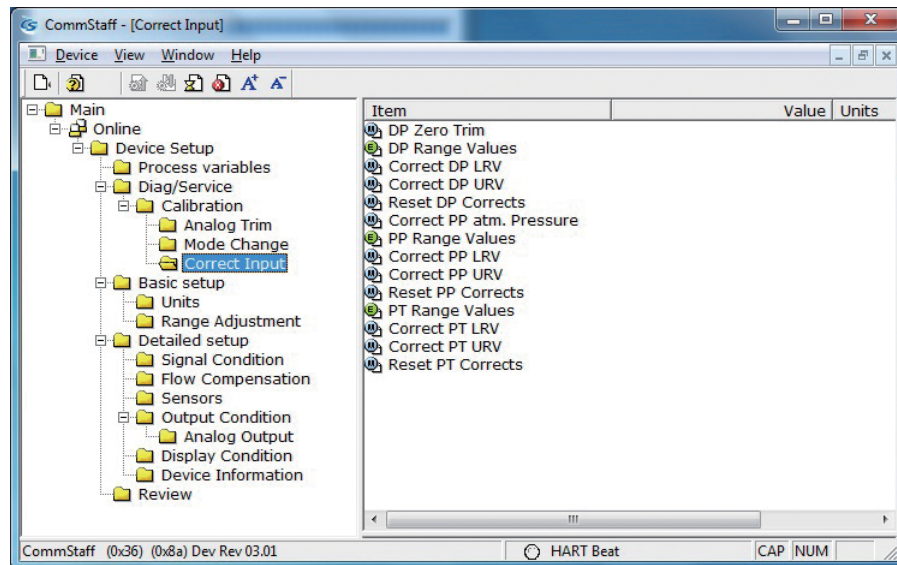 CommStaff - [Correct Input]
Device View Window Help
Main
Online
Device Setup
Process variables
Diag/Service
Calibration
Analog Trim
Mode Change
Correct Input
Basic setup
Units
Range Adjustment
Detailed setup
Signal Condition
Flow Compensation
Sensors
Output Condition
Analog Output
Display Condition
Device Information
Review
Item Value Units
DP Zero Trim
DP Range Values
Correct DP LRV
Correct DP URV
Reset DP Corrects
Correct PP atm. Pressure
PP Range Values
Correct PP LRV
Correct PP URV
Reset PP Corrects
PT Range Values
Correct PT LRV
Correct PT URV
Reset PT Corrects
CommStaff (0x36) (0x8a) Dev Rev 03.01 HART Beat CAP NUM